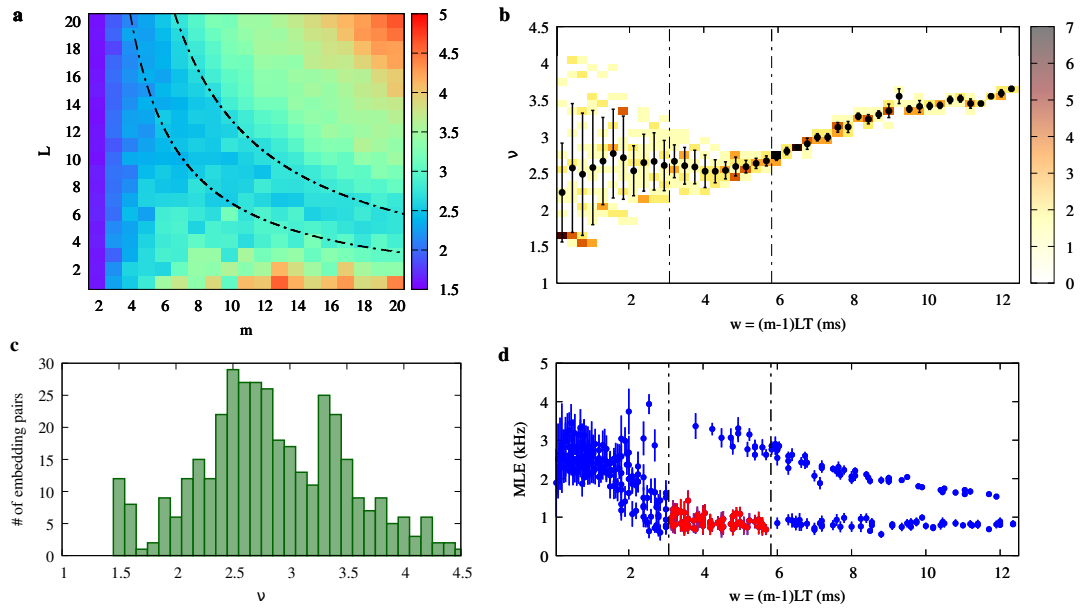 a
L
20
18
16
14
12
10
8
6
4
2
2 4 6 8 10 12 14 16 18 20
m
5
4.5
4
3.5
3
2.5
2
1.5
b
ν
4.5
4
3.5
3
2.5
2
1.5
1
2 4 6 8 10 12
w = (m-1)LT (ms)
7
6
5
4
3
2
1
0
c
# of embedding pairs
30
25
20
15
10
5
0
1 1.5 2 2.5 3 3.5 4 4.5
ν
d
MLE (kHz)
5
4
3
2
1
0
2 4 6 8 10 12
w = (m-1)LT (ms)